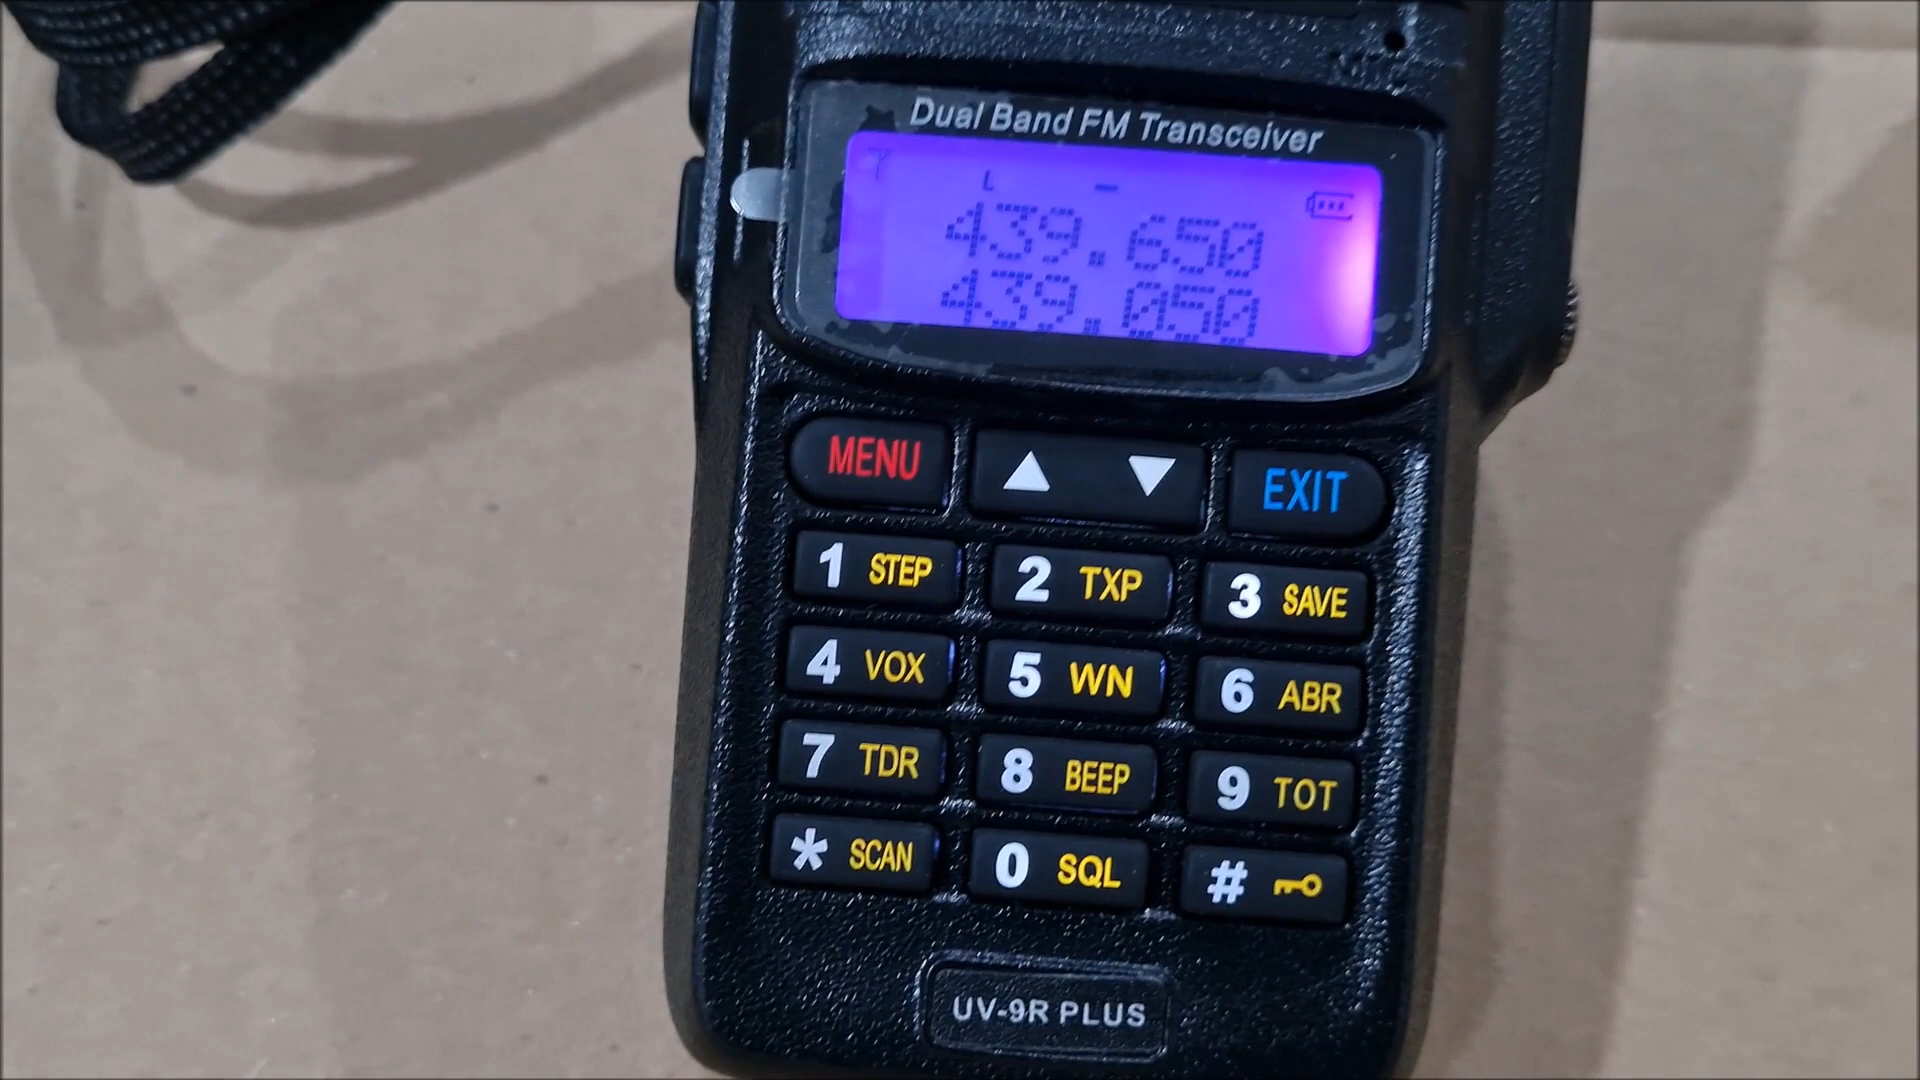 MIC
Dual Band FM Transceiver
L -
439.650
439.050
MENU ▲ ▼ EXIT
1 STEP 2 TXP 3 SAVE
4 VOX 5 WN 6 ABR
7 TDR 8 BEEP 9 TOT
* SCAN 0 SQL #
UV-9R PLUS